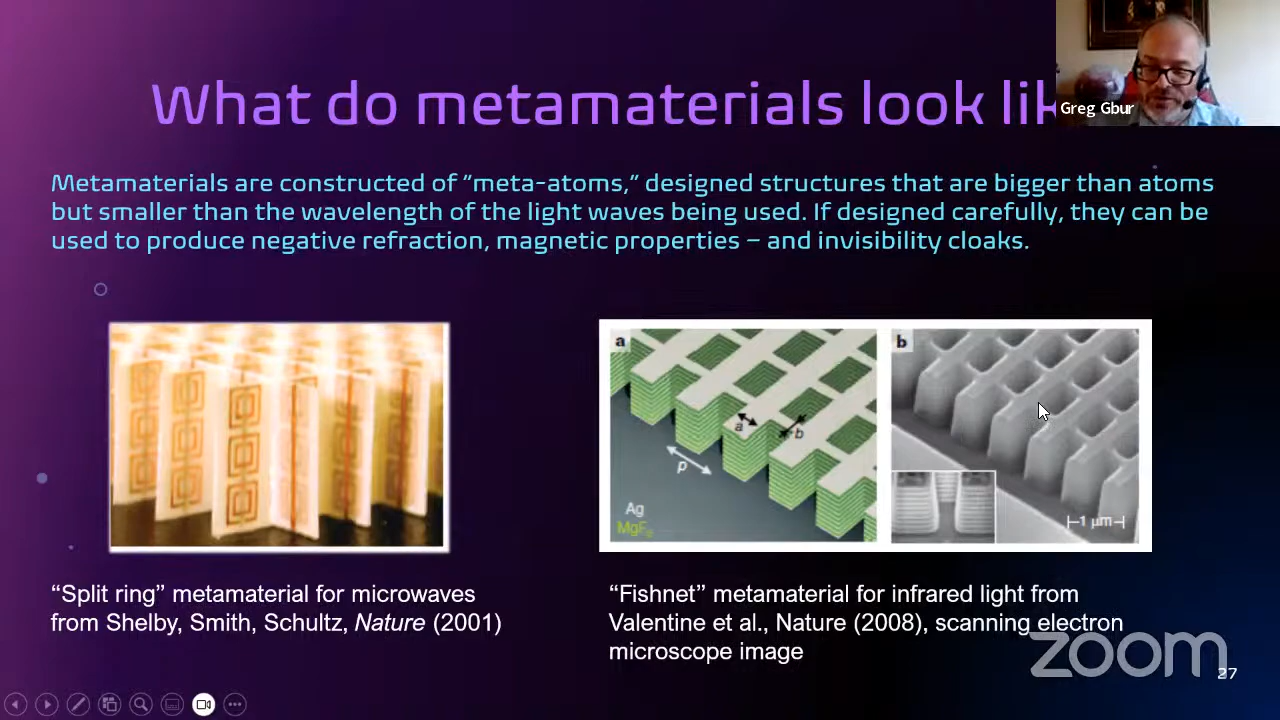 What do metamaterials look lik
Greg Gbur
Metamaterials are constructed of “meta-atoms,” designed structures that are bigger than atoms
but smaller than the wavelength of the light waves being used. If designed carefully, they can be
used to produce negative refraction, magnetic properties – and invisibility cloaks.
a
a
b
p
Ag
MgF₂
b
1 μm
“Split ring” metamaterial for microwaves
from Shelby, Smith, Schultz, Nature (2001)
“Fishnet” metamaterial for infrared light from
Valentine et al., Nature (2008), scanning electron
microscope image
zoom
27